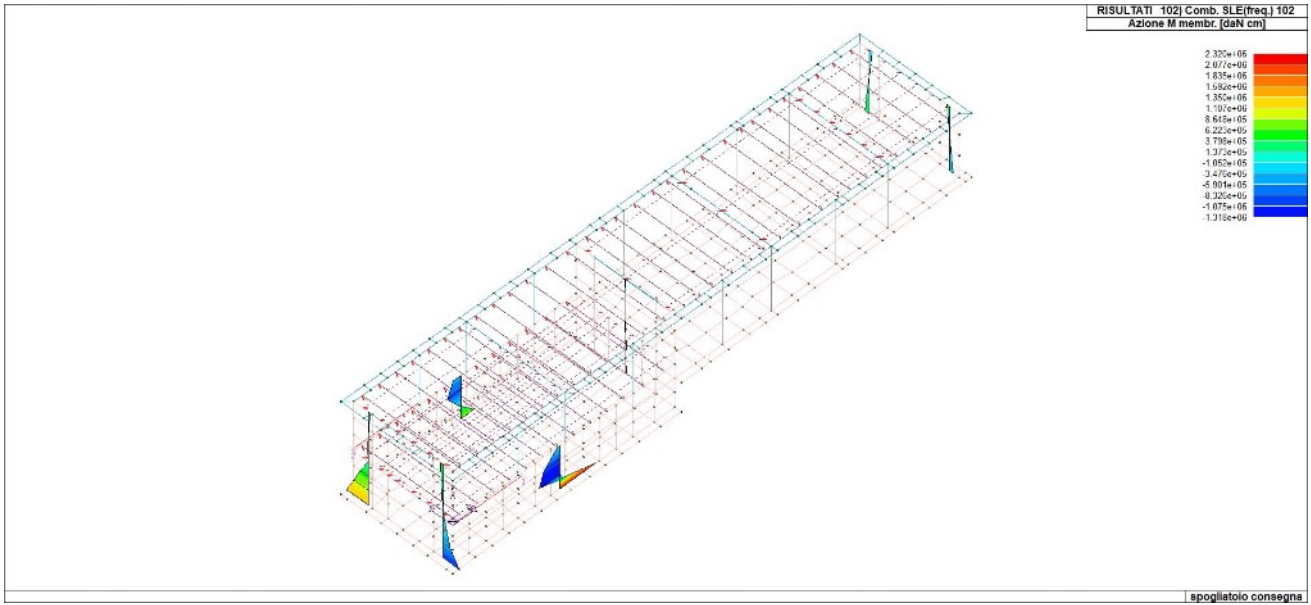 RISULTATI 102) Comb. SLE(freq.) 102
Azione M membr. [daN cm]
2.320e+06
2.077e+06
1.835e+06
1.592e+06
1.350e+06
1.107e+06
8.648e+05
6.223e+05
3.798e+05
1.373e+05
-1.052e+05
-3.476e+05
-5.901e+05
-8.326e+05
-1.075e+06
-1.318e+06
spogliatoio consegna